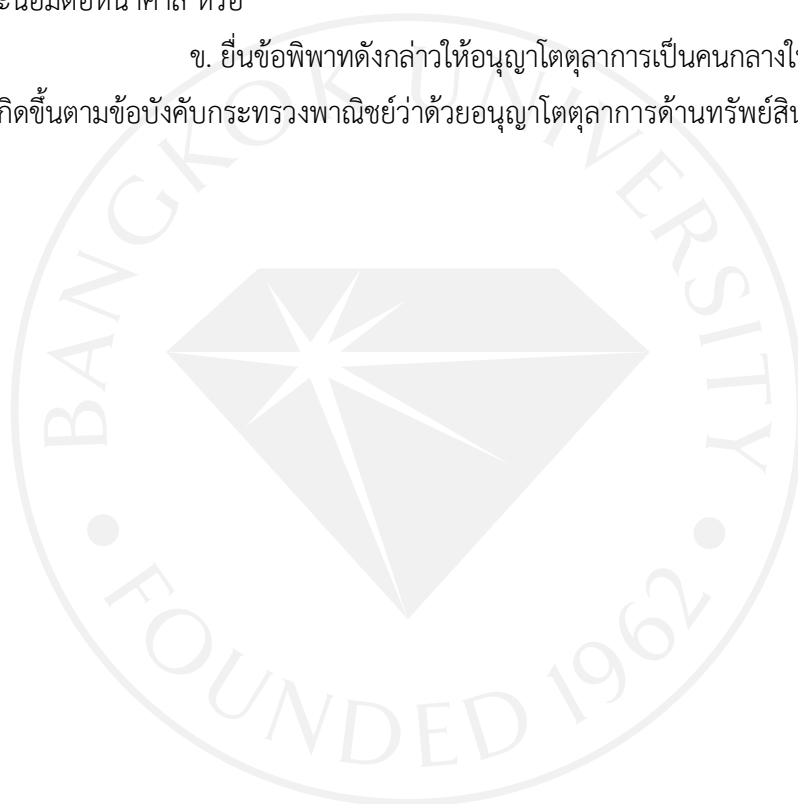 ข. ยื่นข้อพิพาทดังกล่าวให้อนุญาโตตุลาการเป็นคนกลางใ
กิดขึ้นตามข้อบังคับกระทรวงพาณิชย์ว่าด้วยอนุญาโตตุลาการด้านทรัพย์สิน
BANGKOK UNIVERSITY
FOUNDED 1962